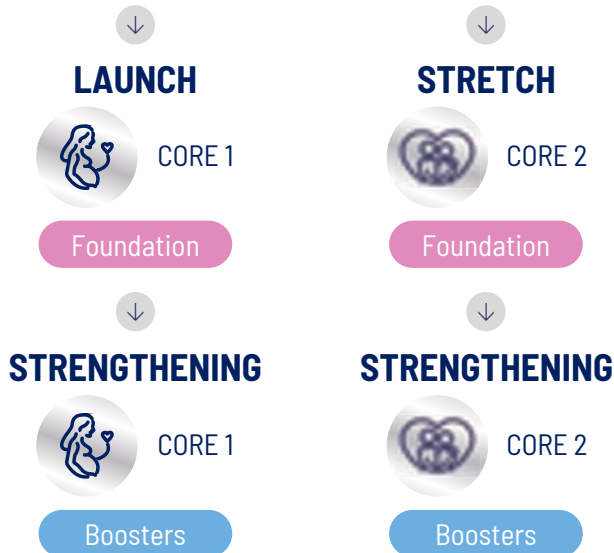 LAUNCH
CORE 1
Foundation
STRENGTHENING
CORE 1
Boosters
STRETCH
CORE 2
Foundation
STRENGTHENING
CORE 2
Boosters